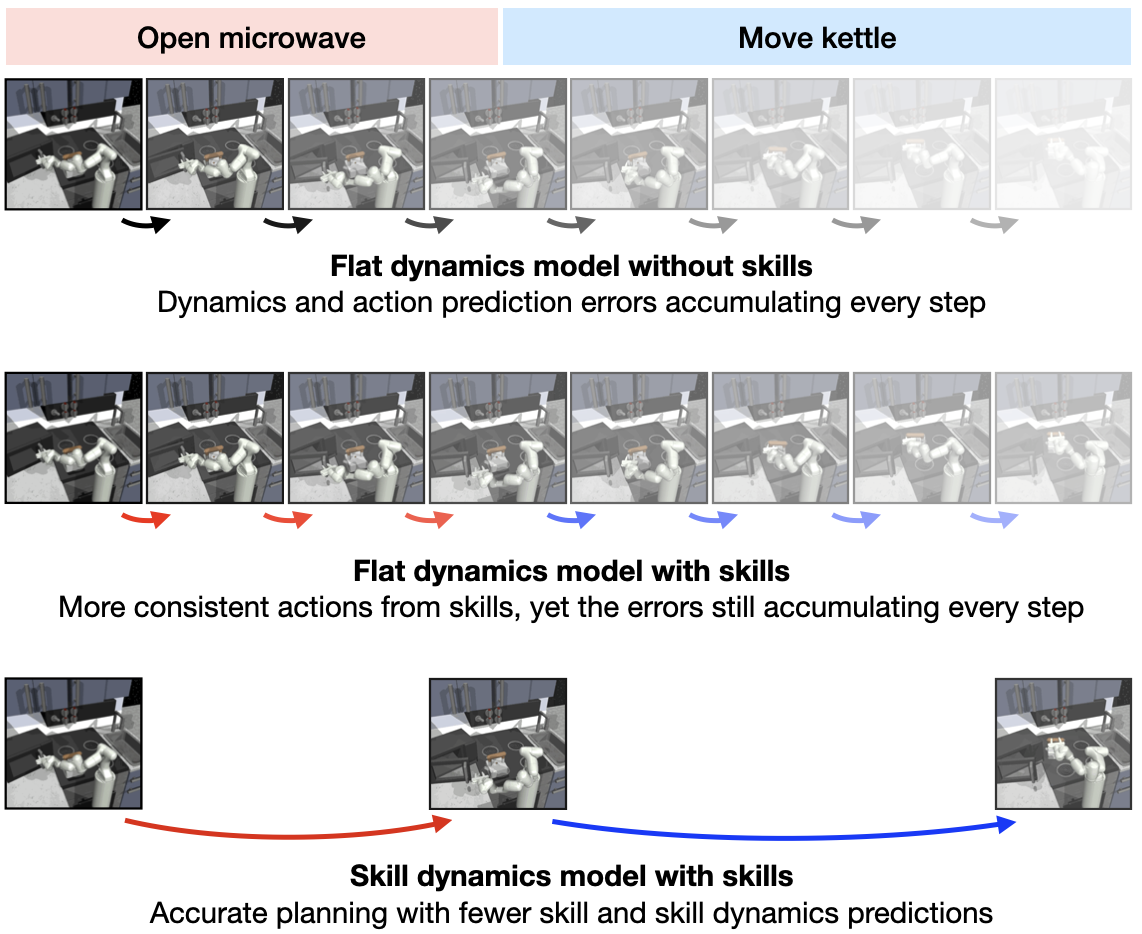 Open microwave
Move kettle
Flat dynamics model without skills
Dynamics and action prediction errors accumulating every step
Flat dynamics model with skills
More consistent actions from skills, yet the errors still accumulating every step
Skill dynamics model with skills
Accurate planning with fewer skill and skill dynamics predictions